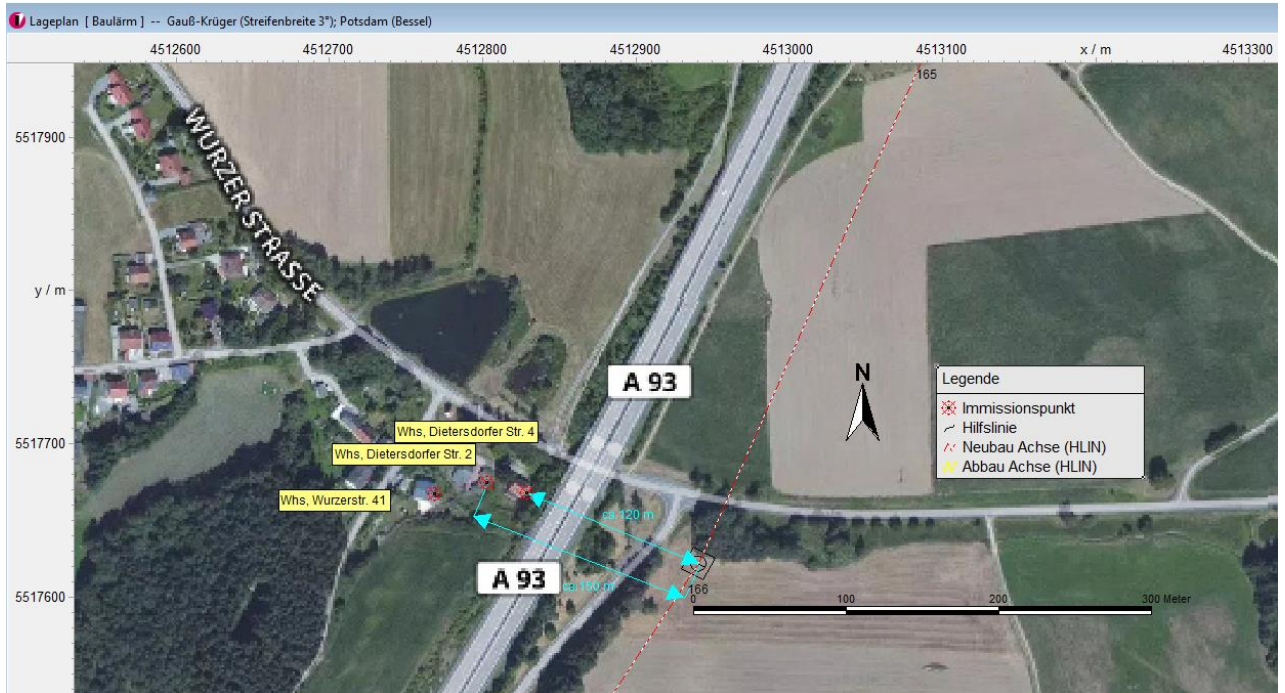 Lageplan [ Baulärm ] -- Gauß-Krüger (Streifenbreite 3°); Potsdam (Bessel)
4512600 4512700 4512800 4512900 4513000 4513100 x / m 4513300
165
5517900
WURZER STRASSE
y / m
A 93
N
Legende
Immissionspunkt
Hilfslinie
Neubau Achse (HLIN)
Abbau Achse (HLIN)
5517700
Whs, Dietersdorfer Str. 4
Whs, Dietersdorfer Str. 2
Whs, Wurzerstr. 41
ca 120 m
A 93
ca 150 m
166
5517600
0 100 200 300 Meter